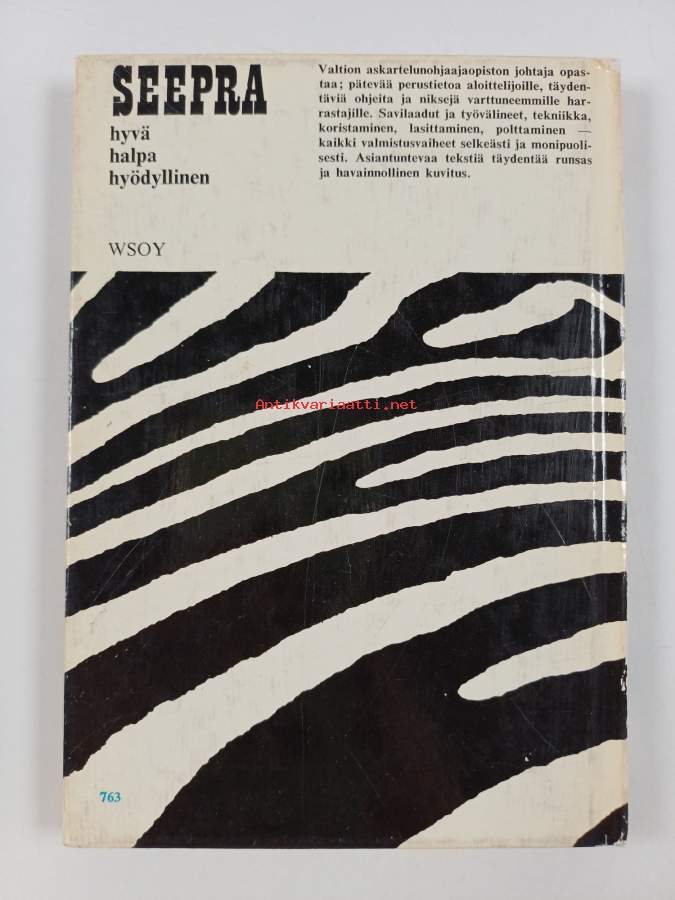 SEEPRA
hyvä
halpa
hyödyllinen
WSOY
Valtion askartelunohjaajaopiston johtaja opas-
taa; pätevää perustietoa aloittelijoille, täyden-
täviä ohjeita ja niksejä varttuneemmille har-
rastajille. Savilaadut ja työvälineet, tekniikka,
koristaminen, lasittaminen, polttaminen —
kaikki valmistusvaiheet selkeästi ja monipuoli-
sesti. Asiantuntevaa tekstiä täydentää runsas
ja havainnollinen kuvitus.
Antikvariaatti.net
763